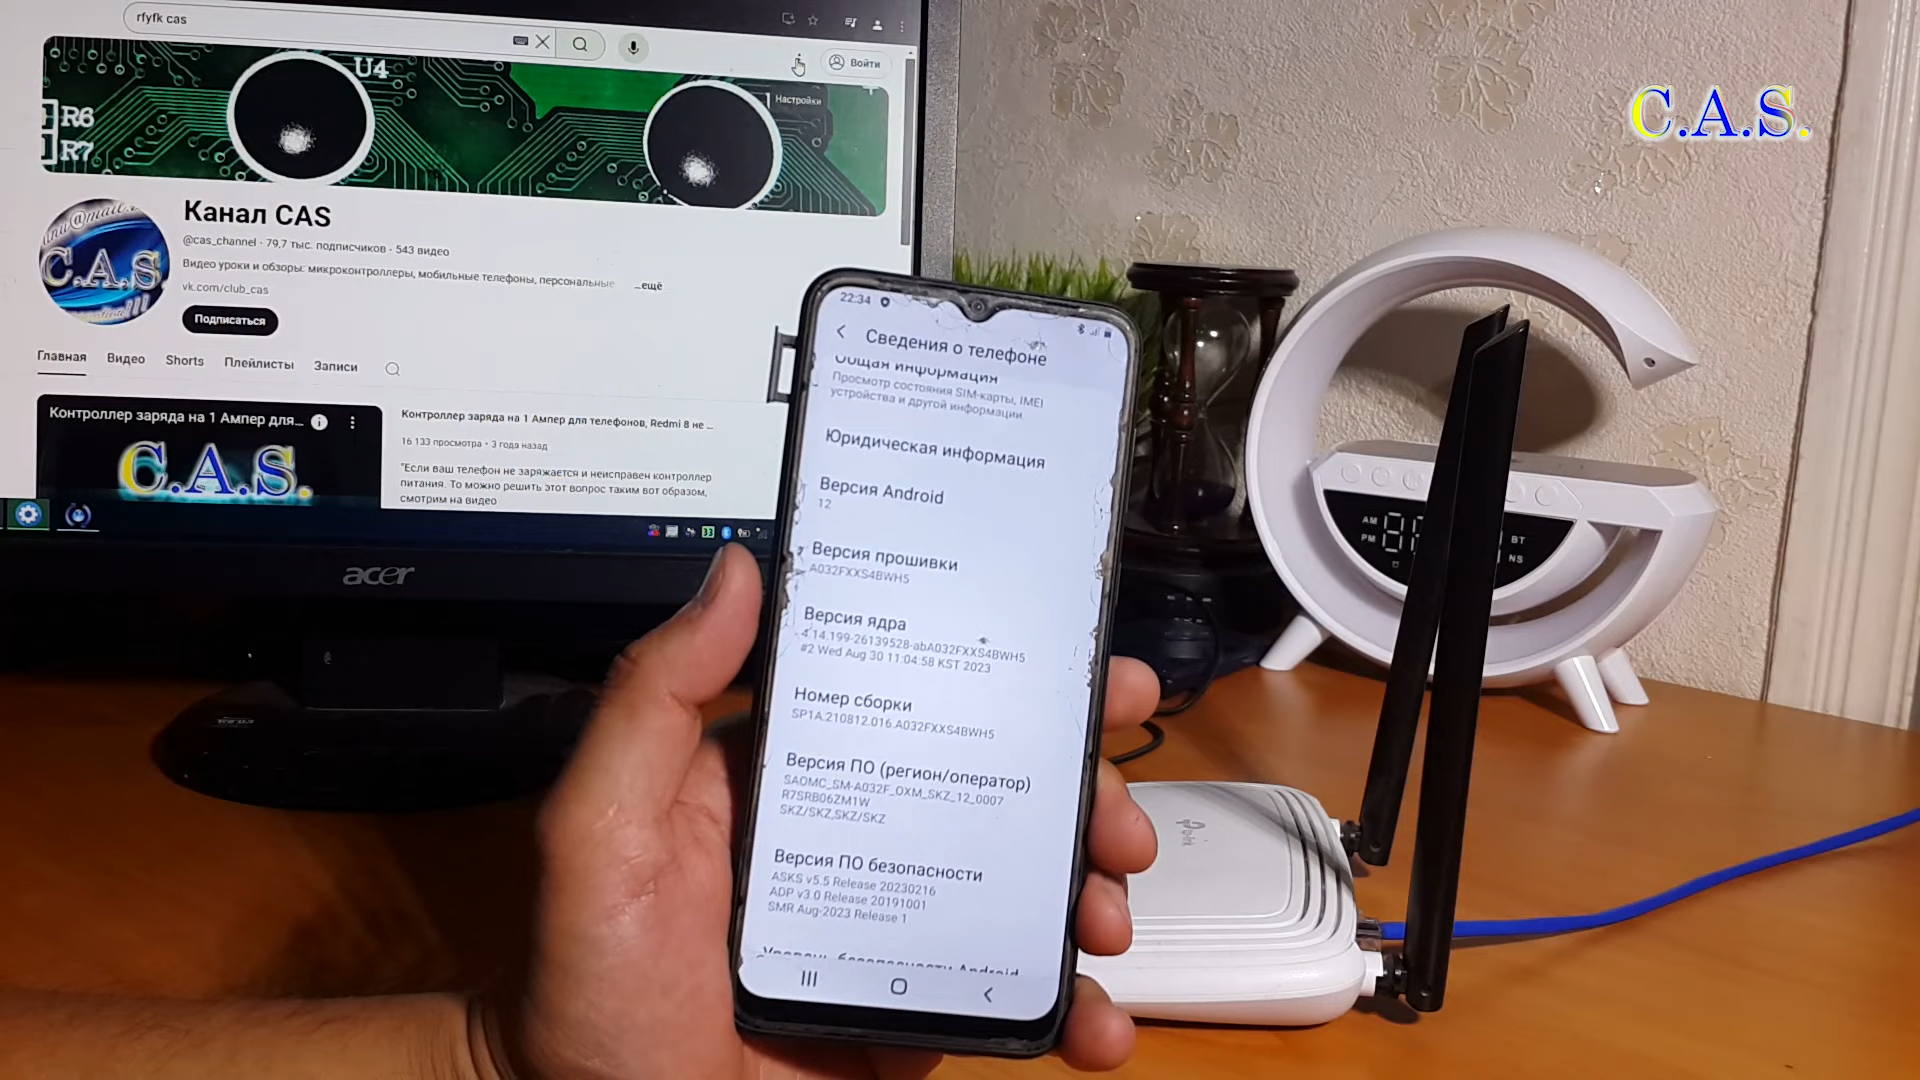 rfyfk cas
Войти
Настройки
U4
R6
R7
Канал CAS
@cas_channel · 79,7 тыс. подписчиков · 543 видео
Видео уроки и обзоры: микроконтроллеры, мобильные телефоны, персональные ...ещё
vk.com/club_cas
Подписаться
C.A.S.
Главная Видео Shorts Плейлисты Записи
Контроллер заряда на 1 Ампер для...
C.A.S.
Контроллер заряда на 1 Ампер для телефонов, Redmi 8 не ...
16 133 просмотра • 3 года назад
"Если ваш телефон не заряжается и неисправен контроллер
питания. То можно решить этот вопрос таким вот образом,
смотрим на видео
33
acer
C.A.S.
22:34
Сведения о телефоне
Общая информация
Просмотр состояния SIM-карты, IMEI
устройства и другой информации.
Юридическая информация
Версия Android
12
Версия прошивки
A032FXXS4BWH5
Версия ядра
4.14.199-26139528-abA032FXXS4BWH5
#2 Wed Aug 30 11:04:58 KST 2023
Номер сборки
SP1A.210812.016.A032FXXS4BWH5
Версия ПО (регион/оператор)
SAOMC_SM-A032F_OXM_SKZ_12_0007
R7SRB06ZM1W
SKZ/SKZ,SKZ/SKZ
Версия ПО безопасности
ASKS v5.5 Release 20230216
ADP v3.0 Release 20191001
SMR Aug-2023 Release 1
Уровень безопасности Android
AM
PM
BT
NS
tp-link